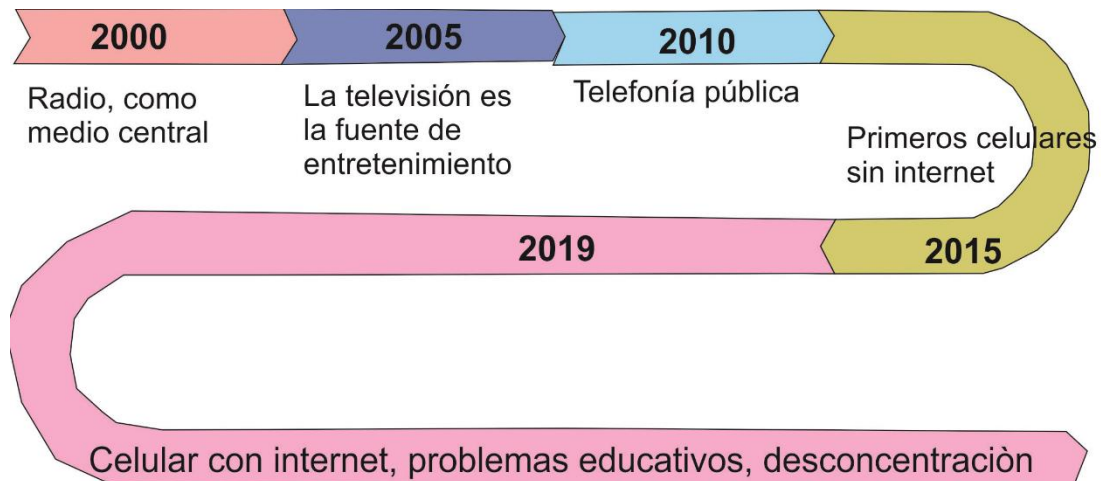 2000
2005
2010
Radio, como
medio central
La televisión es
la fuente de
entretenimiento
Telefonía pública
Primeros celulares
sin internet
2015
2019
Celular con internet, problemas educativos, desconcentraciòn